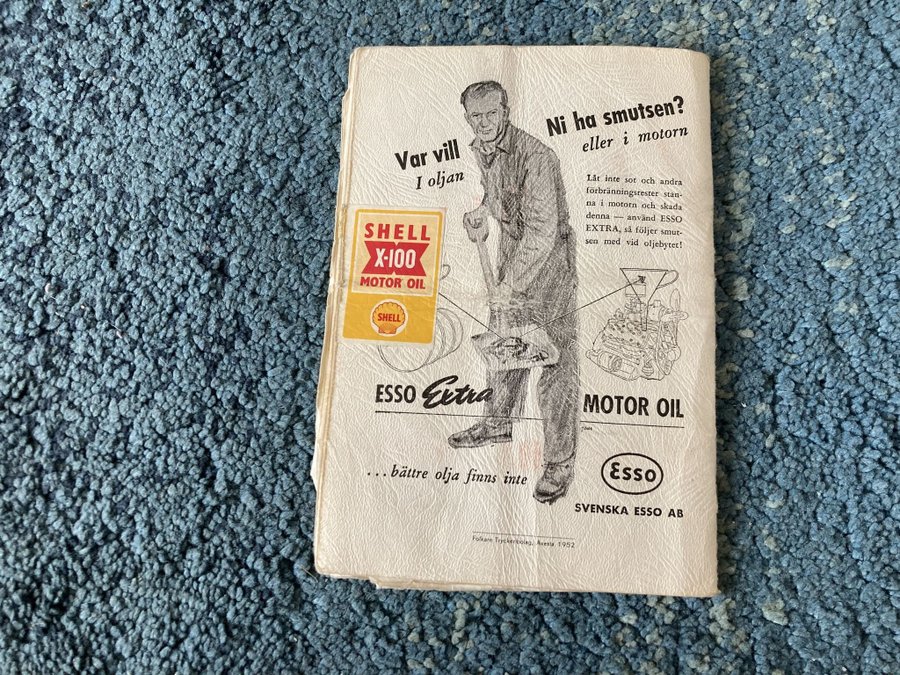 Var vill
I oljan
Ni ha smutsen?
eller i motorn
Låt inte sot och andra
förbränningsrester stan-
na i motorn och skada
denna — använd ESSO
EXTRA, så följer smut-
sen med vid oljebytet!
SHELL
X-100
MOTOR OIL
SHELL
ESSO Extra
MOTOR OIL
...bättre olja finns inte
Esso
SVENSKA ESSO AB
Folkare Tryckeribolag, Avesta 1952